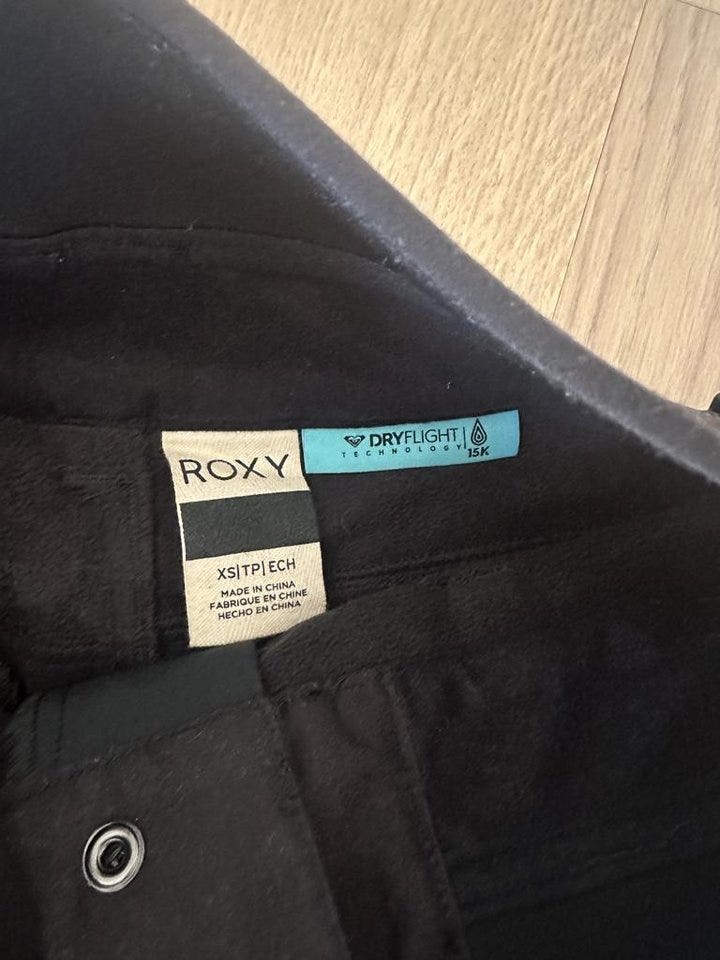 ROXY
DRYFLIGHT
TECHNOLOGY 15K
XS|TP|ECH
MADE IN CHINA
FABRIQUE EN CHINE
HECHO EN CHINA